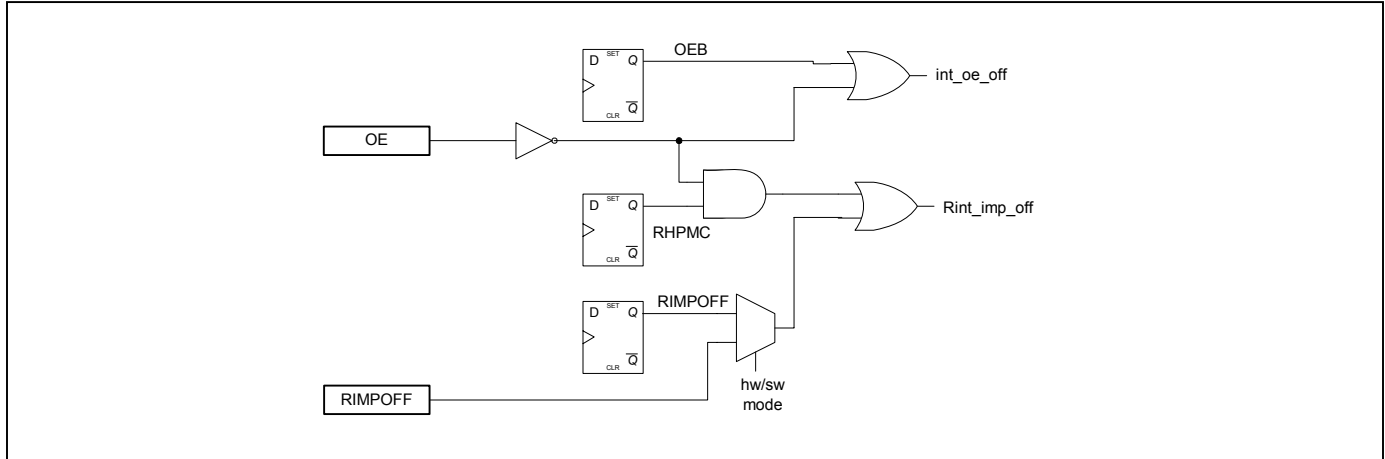 OEB
D SET Q
Q
CLR
int_oe_off
OE
D SET Q
RHPMC
Q
CLR
Rint_imp_off
RIMPOFF
D SET Q
Q
CLR
hw/sw
mode
RIMPOFF